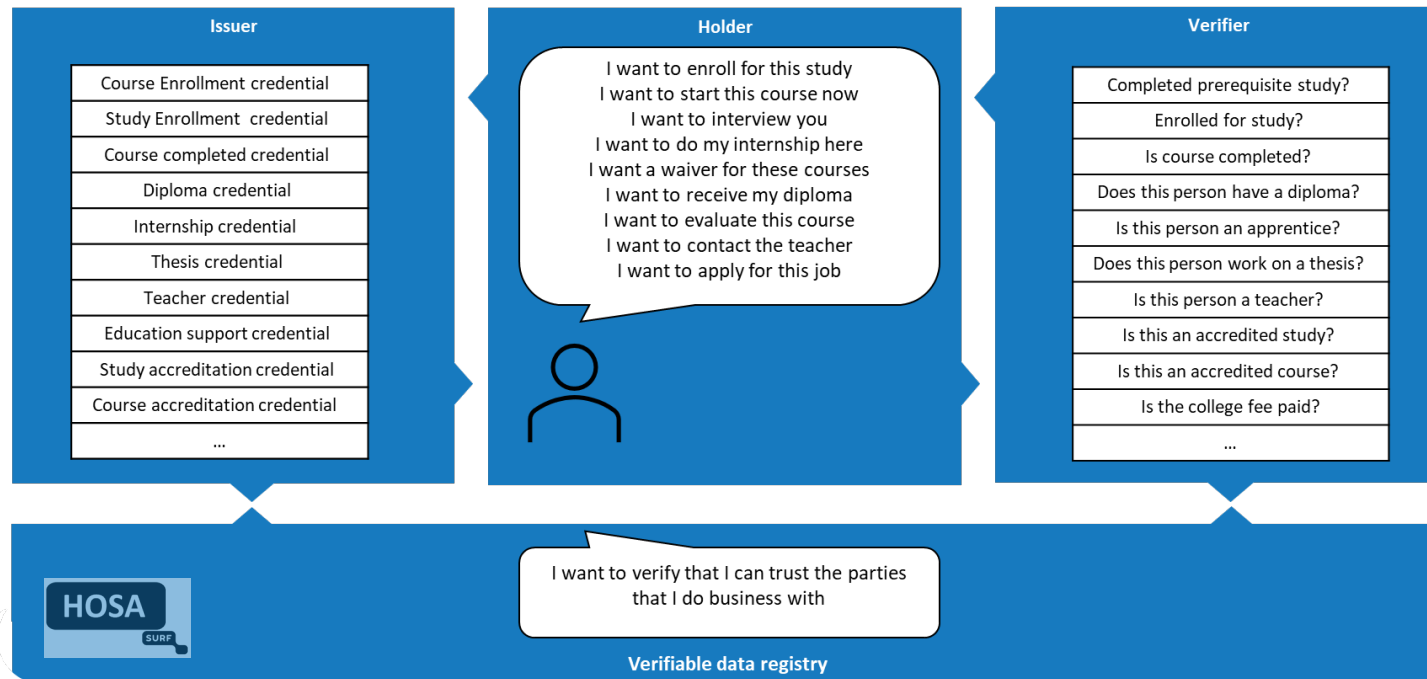 Issuer
Course Enrollment credential
Study Enrollment  credential
Course completed credential
Diploma credential
Internship credential
Thesis credential
Teacher credential
Education support credential
Study accreditation credential
Course accreditation credential
...
Holder
I want to enroll for this study
I want to start this course now
I want to interview you
I want to do my internship here
I want a waiver for these courses
I want to receive my diploma
I want to evaluate this course
I want to contact the teacher
I want to apply for this job
Verifier
Completed prerequisite study?
Enrolled for study?
Is course completed?
Does this person have a diploma?
Is this person an apprentice?
Does this person work on a thesis?
Is this person a teacher?
Is this an accredited study?
Is this an accredited course?
Is the college fee paid?
...
I want to verify that I can trust the parties
that I do business with
HOSA
SURF
Verifiable data registry